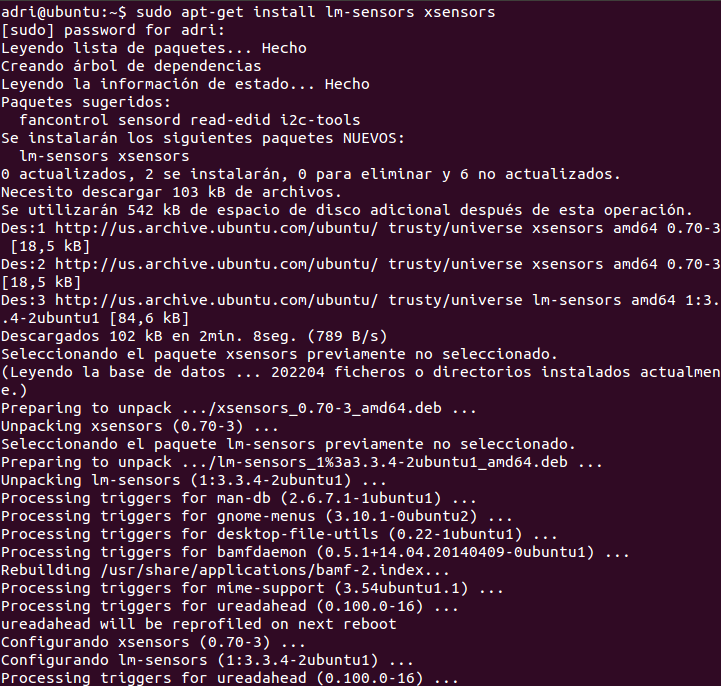 adri@ubuntu:~$ sudo apt-get install lm-sensors xsensors
[sudo] password for adri:
Leyendo lista de paquetes... Hecho
Creando árbol de dependencias
Leyendo la información de estado... Hecho
Paquetes sugeridos:
  fancontrol sensord read-edid i2c-tools
Se instalarán los siguientes paquetes NUEVOS:
  lm-sensors xsensors
0 actualizados, 2 se instalarán, 0 para eliminar y 6 no actualizados.
Necesito descargar 103 kB de archivos.
Se utilizarán 542 kB de espacio de disco adicional después de esta operación.
Des:1 http://us.archive.ubuntu.com/ubuntu/ trusty/universe xsensors amd64 0.70-3
 [18,5 kB]
Des:2 http://us.archive.ubuntu.com/ubuntu/ trusty/universe xsensors amd64 0.70-3
[18,5 kB]
Des:3 http://us.archive.ubuntu.com/ubuntu/ trusty/universe lm-sensors amd64 1:3.
.4-2ubuntu1 [84,6 kB]
Descargados 102 kB en 2min. 8seg. (789 B/s)
Seleccionando el paquete xsensors previamente no seleccionado.
(Leyendo la base de datos ... 202204 ficheros o directorios instalados actualmen
e.)
Preparing to unpack .../xsensors_0.70-3_amd64.deb ...
Unpacking xsensors (0.70-3) ...
Seleccionando el paquete lm-sensors previamente no seleccionado.
Preparing to unpack .../lm-sensors_1%3a3.3.4-2ubuntu1_amd64.deb ...
Unpacking lm-sensors (1:3.3.4-2ubuntu1) ...
Processing triggers for man-db (2.6.7.1-1ubuntu1) ...
Processing triggers for gnome-menus (3.10.1-0ubuntu2) ...
Processing triggers for desktop-file-utils (0.22-1ubuntu1) ...
Processing triggers for bamfdaemon (0.5.1+14.04.20140409-0ubuntu1) ...
Rebuilding /usr/share/applications/bamf-2.index...
Processing triggers for mime-support (3.54ubuntu1.1) ...
Processing triggers for ureadahead (0.100.0-16) ...
ureadahead will be reprofiled on next reboot
Configurando xsensors (0.70-3) ...
Configurando lm-sensors (1:3.3.4-2ubuntu1) ...
Processing triggers for ureadahead (0.100.0-16) ...